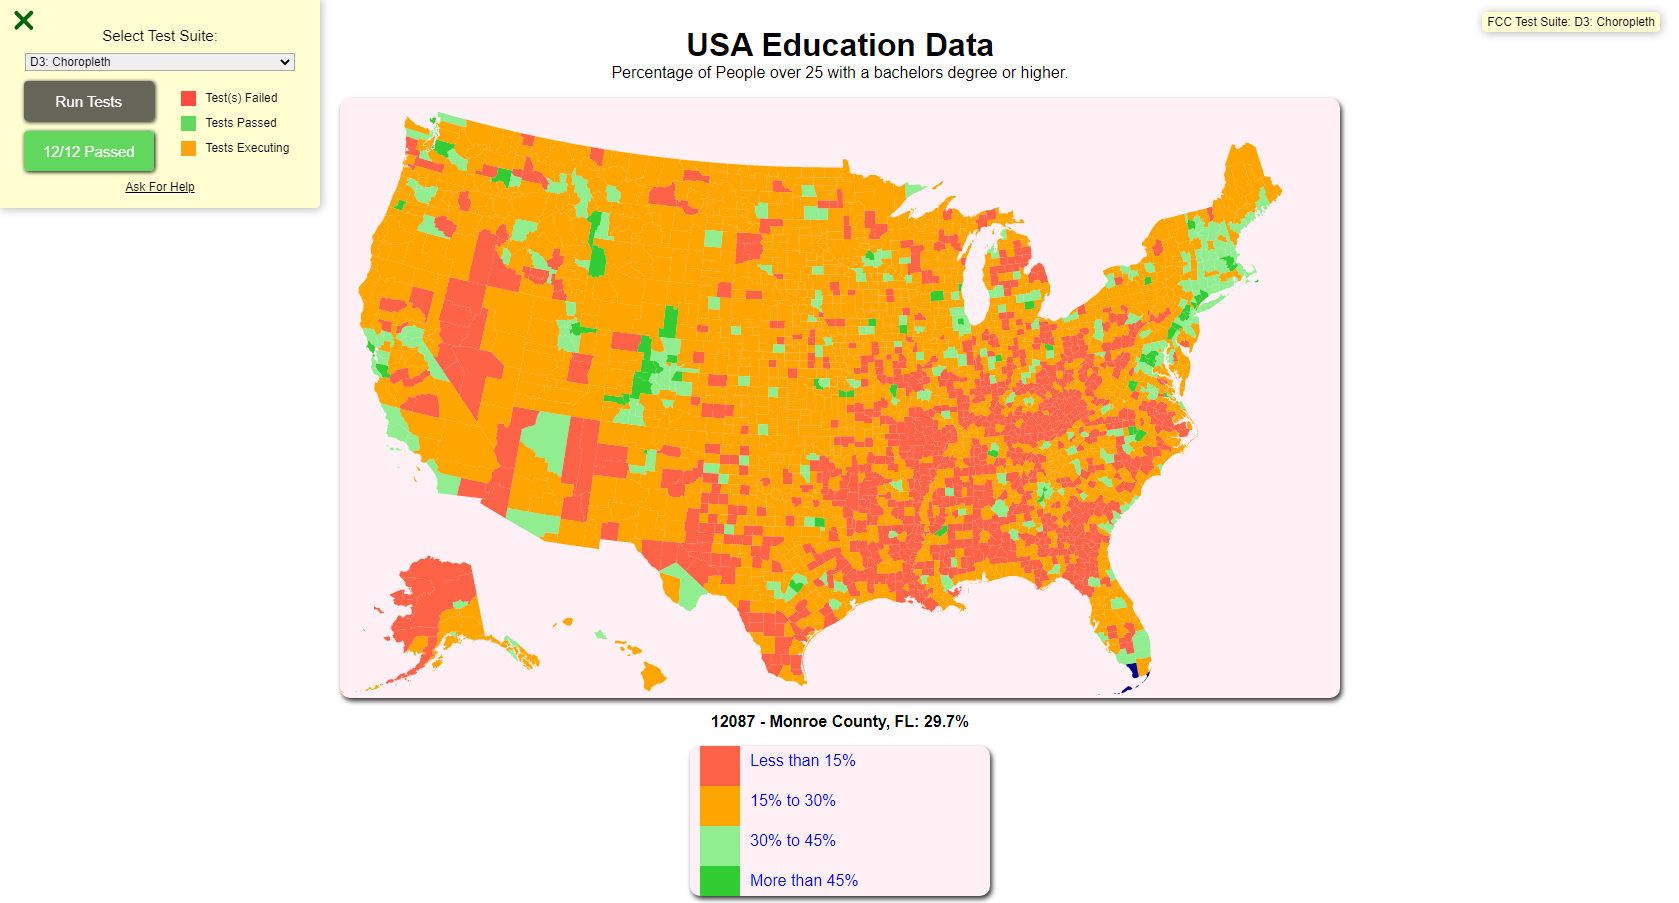 Select Test Suite:
D3: Choropleth
Run Tests
12/12 Passed
Test(s) Failed
Tests Passed
Tests Executing
Ask For Help
FCC Test Suite: D3: Choropleth
USA Education Data
Percentage of People over 25 with a bachelors degree or higher.
12087 - Monroe County, FL: 29.7%
Less than 15%
15% to 30%
30% to 45%
More than 45%